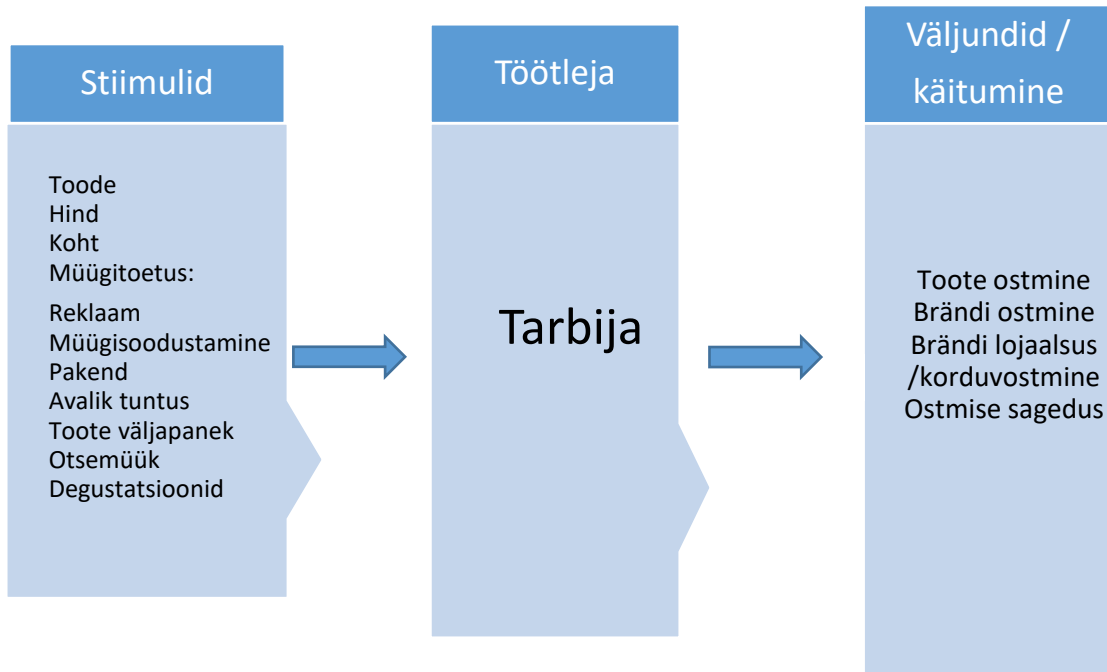 Stiimulid
Toode
Hind
Koht
Müügitoetus:
Reklaam
Müügisoodustamine
Pakend
Avalik tuntus
Toote väljapanek
Otsemüük
Degustatsioonid
Töötleja
Tarbija
Väljundid /
käitumine
Toote ostmine
Brändi ostmine
Brändi lojaalsus
/korduvostmine
Ostmise sagedus